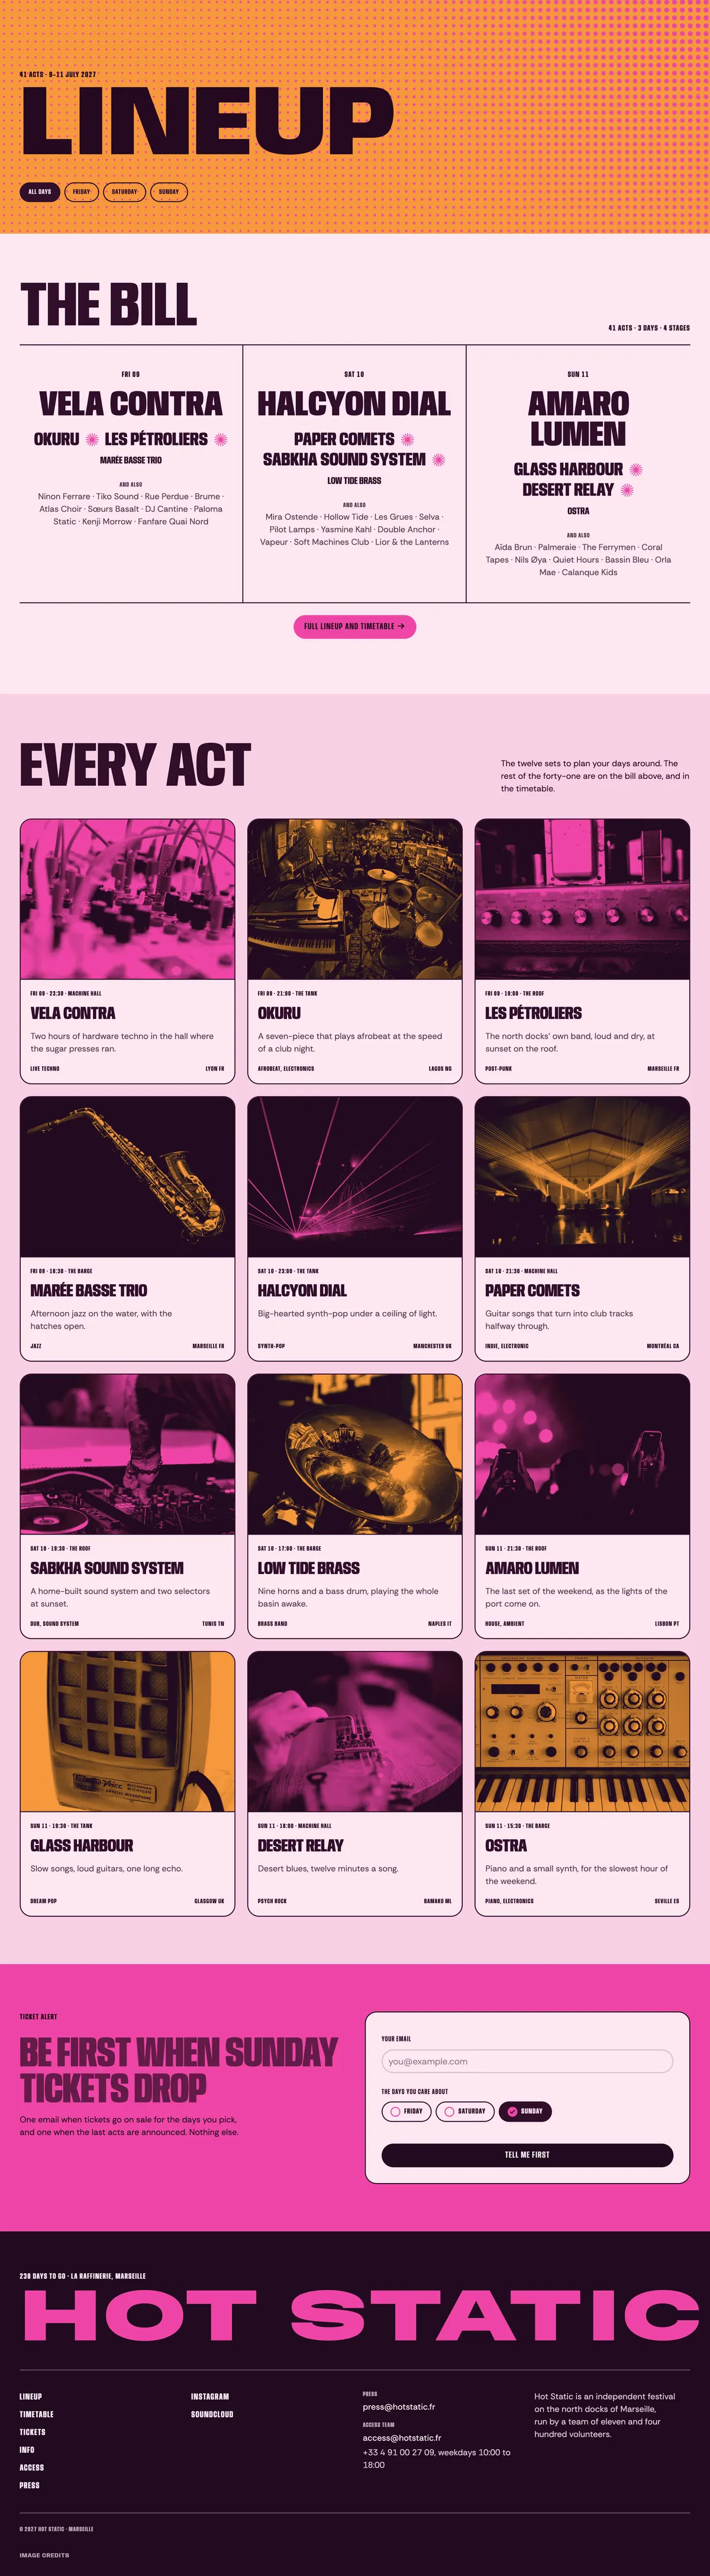 41 ACTS · 9–11 JULY 2027
LINEUP
ALL DAYS
FRIDAY
SATURDAY
SUNDAY
THE BILL
41 ACTS · 3 DAYS · 4 STAGES
FRI 09
VELA CONTRA
OKURU LES PÉTROLIERS
MARÉE BASSE TRIO
AND ALSO
Ninon Ferrare · Tiko Sound · Rue Perdue · Brume ·
Atlas Choir · Sœurs Basalt · DJ Cantine · Paloma
Static · Kenji Morrow · Fanfare Quai Nord
SAT 10
HALCYON DIAL
PAPER COMETS
SABKHA SOUND SYSTEM
LOW TIDE BRASS
AND ALSO
Mira Ostende · Hollow Tide · Les Grues · Selva ·
Pilot Lamps · Yasmine Kahl · Double Anchor ·
Vapeur · Soft Machines Club · Lior & the Lanterns
SUN 11
AMARO
LUMEN
GLASS HARBOUR
DESERT RELAY
OSTRA
AND ALSO
Aïda Brun · Palmeraie · The Ferrymen · Coral
Tapes · Nils Øya · Quiet Hours · Bassin Bleu · Orla
Mae · Calanque Kids
FULL LINEUP AND TIMETABLE →
EVERY ACT
The twelve sets to plan your days around. The
rest of the forty-one are on the bill above, and in
the timetable.
FRI 09 · 23:30 · MACHINE HALL
VELA CONTRA
Two hours of hardware techno in the hall where
the sugar presses ran.
LIVE TECHNO
LYON FR
FRI 09 · 21:00 · THE TANK
OKURU
A seven-piece that plays afrobeat at the speed
of a club night.
AFROBEAT, ELECTRONICS
LAGOS NG
FRI 09 · 19:00 · THE ROOF
LES PÉTROLIERS
The north docks' own band, loud and dry, at
sunset on the roof.
POST-PUNK
MARSEILLE FR
FRI 09 · 16:30 · THE BARGE
MARÉE BASSE TRIO
Afternoon jazz on the water, with the
hatches open.
JAZZ
MARSEILLE FR
SAT 10 · 23:00 · THE TANK
HALCYON DIAL
Big-hearted synth-pop under a ceiling of light.
SYNTH-POP
MANCHESTER UK
SAT 10 · 21:30 · MACHINE HALL
PAPER COMETS
Guitar songs that turn into club tracks
halfway through.
INDIE, ELECTRONIC
MONTRÉAL CA
SAT 10 · 19:30 · THE ROOF
SABKHA SOUND SYSTEM
A home-built sound system and two selectors
at sunset.
DUB, SOUND SYSTEM
TUNIS TN
SAT 10 · 17:00 · THE BARGE
LOW TIDE BRASS
Nine horns and a bass drum, playing the whole
basin awake.
BRASS BAND
NAPLES IT
SUN 11 · 21:30 · THE ROOF
AMARO LUMEN
The last set of the weekend, as the lights of the
port come on.
HOUSE, AMBIENT
LISBON PT
SUN 11 · 19:30 · THE TANK
GLASS HARBOUR
Slow songs, loud guitars, one long echo.
DREAM POP
GLASGOW UK
SUN 11 · 18:00 · MACHINE HALL
DESERT RELAY
Desert blues, twelve minutes a song.
PSYCH ROCK
BAMAKO ML
SUN 11 · 15:30 · THE BARGE
OSTRA
Piano and a small synth, for the slowest hour of
the weekend.
PIANO, ELECTRONICS
SEVILLE ES
TICKET ALERT
BE FIRST WHEN SUNDAY
TICKETS DROP
One email when tickets go on sale for the days you pick,
and one when the last acts are announced. Nothing else.
YOUR EMAIL
you@example.com
THE DAYS YOU CARE ABOUT
FRIDAY
SATURDAY
SUNDAY
TELL ME FIRST
DAYS TO GO · LA RAFFINERIE, MARSEILLE
HOT STATIC
LINEUP
TIMETABLE
TICKETS
INFO
ACCESS
PRESS
INSTAGRAM
SOUNDCLOUD
PRESS
press@hotstatic.fr
ACCESS TEAM
access@hotstatic.fr
+33 4 91 00 27 09, weekdays 10:00 to
18:00
Hot Static is an independent festival
on the north docks of Marseille,
run by a team of eleven and four
hundred volunteers.
© 2027 HOT STATIC · MARSEILLE
IMAGE CREDITS